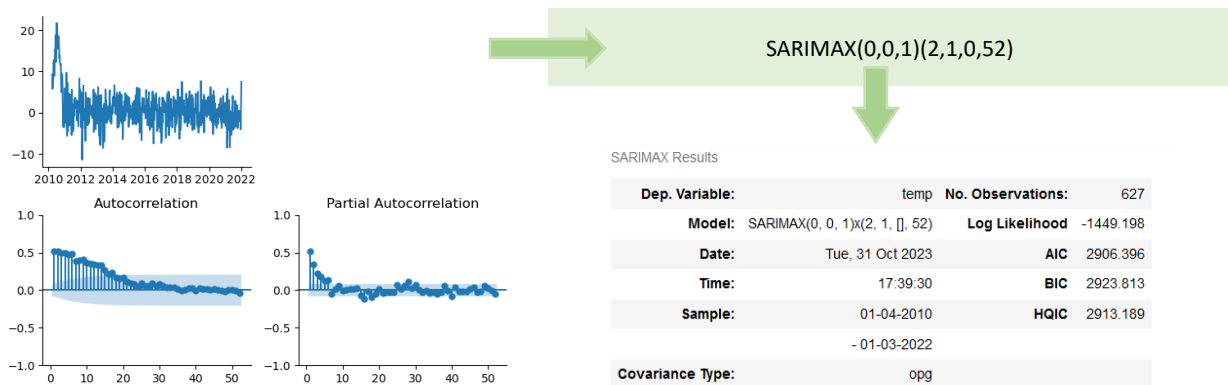 20
10
0
−10
2010 2012 2014 2016 2018 2020 2022
Autocorrelation
1.0
0.5
0.0
−0.5
−1.0
0 10 20 30 40 50
Partial Autocorrelation
1.0
0.5
0.0
−0.5
−1.0
0 10 20 30 40 50
SARIMAX(0,0,1)(2,1,0,52)
SARIMAX Results
Dep. Variable: temp No. Observations: 627
Model: SARIMAX(0, 0, 1)x(2, 1, [], 52) Log Likelihood -1449.198
Date: Tue, 31 Oct 2023 AIC 2906.396
Time: 17:39:30 BIC 2923.813
Sample: 01-04-2010 HQIC 2913.189
- 01-03-2022
Covariance Type: opg